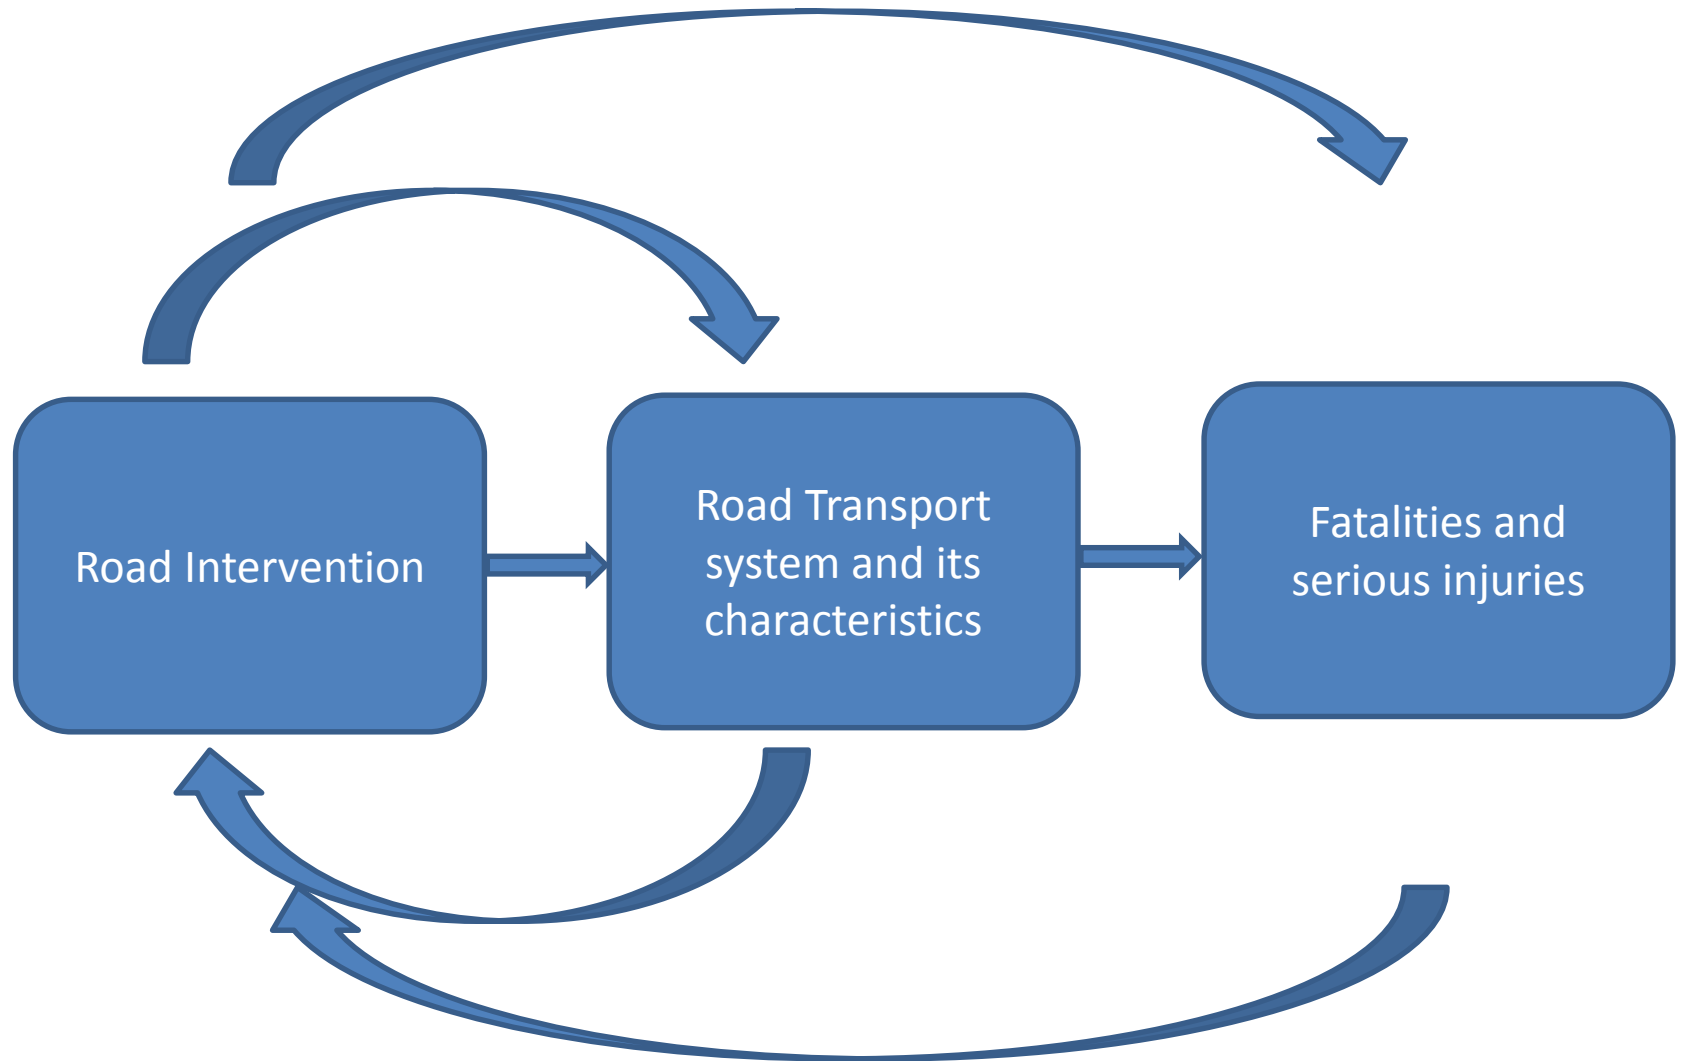 Road Intervention
Road Transport
system and its
characteristics
Fatalities and
serious injuries